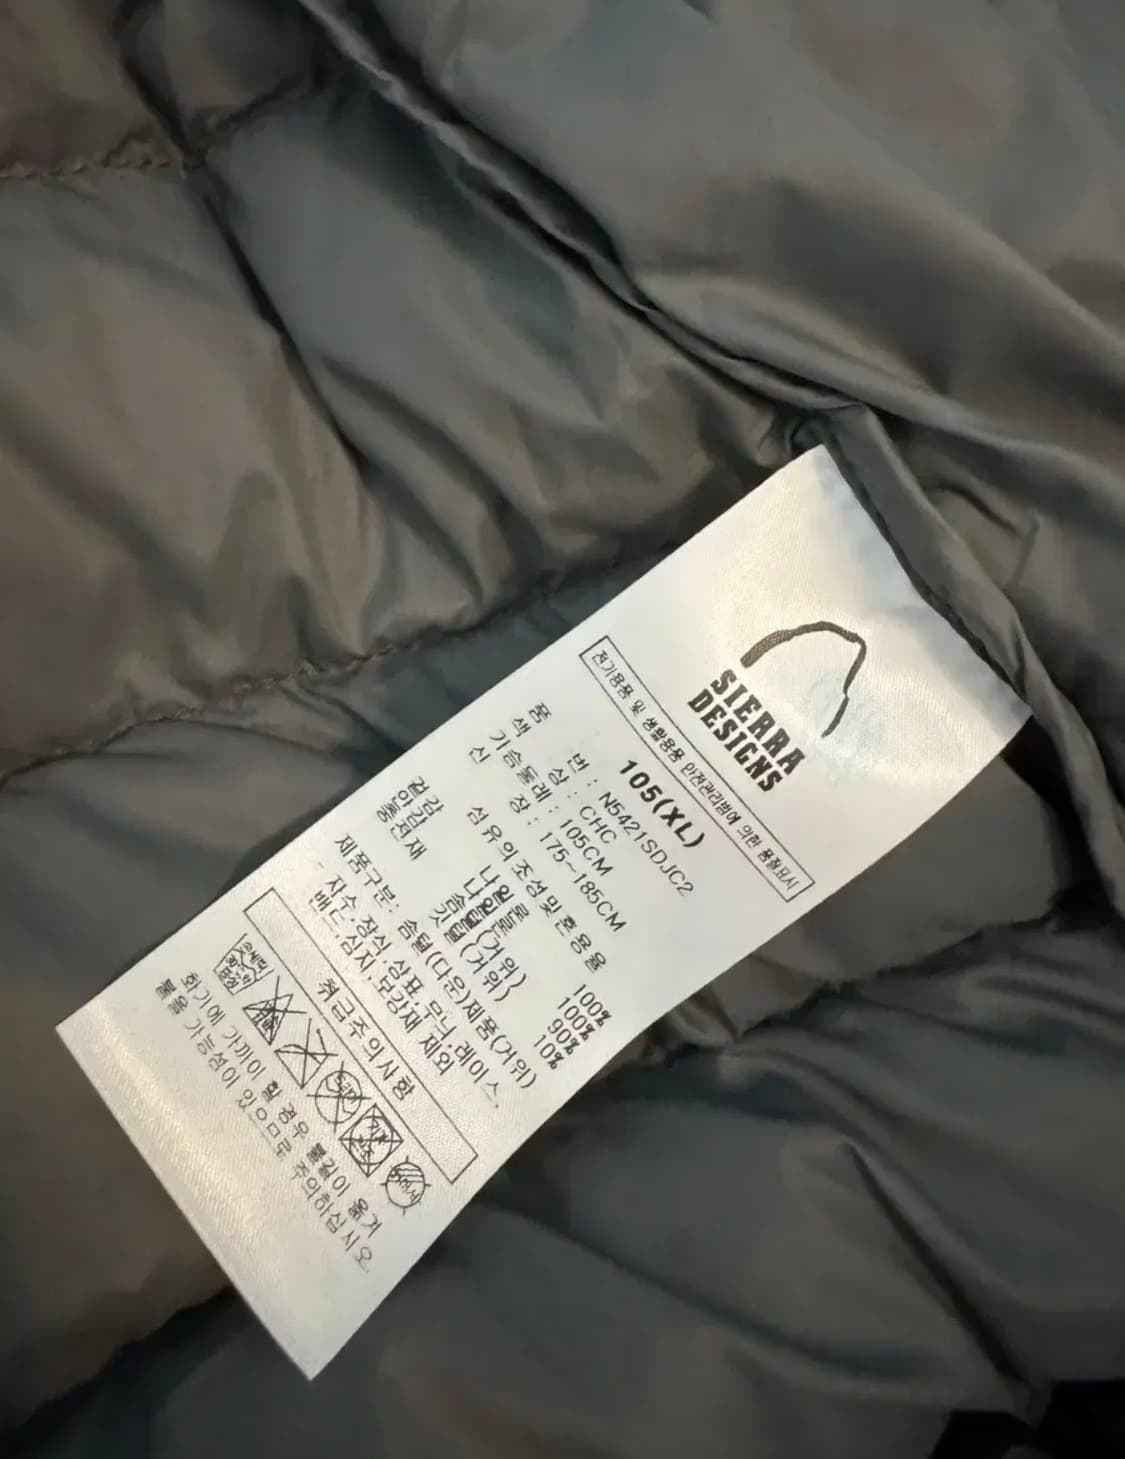 SIERRA
DESIGNS
전기용품 및 생활용품 안전관리법에 의한 품질표시
105(XL)
품 번 : N5421SDJC2
색 상 : CHC
가슴둘레 : 105CM
신 장 : 175~185CM
섬유의 조성 및 혼용율
겉감 나일론 100%
안감 나일론 100%
충전재 솜털(거위) 90%
깃털(거위) 10%
제품구분: 솜털(다운)제품(거위)
자수,장식,상표,무늬,레이스,
밴드,심지,보강재 제외
취급주의사항
화기에 가까이 할 경우 불길이 옮겨
붙을 가능성이 있으므로 주의하십시오.